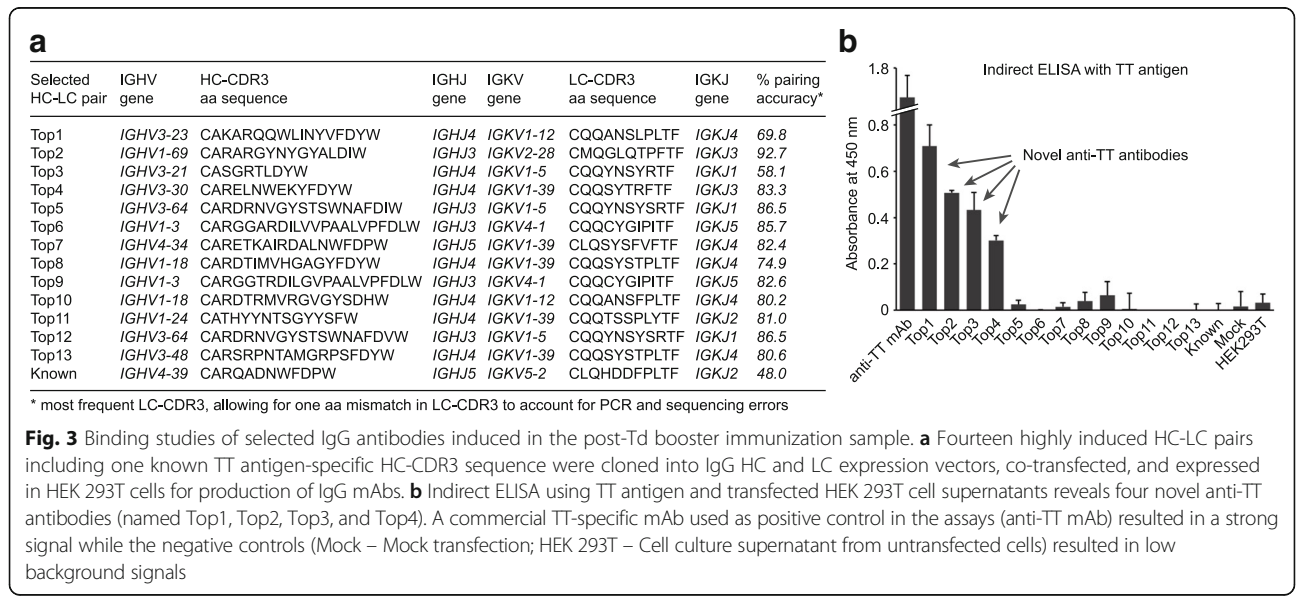 a
Selected HC-LC pair IGHV gene HC-CDR3 aa sequence IGHJ gene IGKV gene LC-CDR3 aa sequence IGKJ gene % pairing accuracy*
Top1 IGHV3-23 CAKARQQWLINYVFDYW IGHJ4 IGKV1-12 CQQANSLPLTF IGKJ4 69.8
Top2 IGHV1-69 CARARGYNYGYALDIW IGHJ3 IGKV2-28 CMQGLQTPFTF IGKJ3 92.7
Top3 IGHV3-21 CASGRTLDYW IGHJ4 IGKV1-5 CQQYNSYRTF IGKJ1 58.1
Top4 IGHV3-30 CARELNWEKYFDYW IGHJ4 IGKV1-39 CQQSYTRFTF IGKJ3 83.3
Top5 IGHV3-64 CARDRNVGYSTSWNAFDIW IGHJ3 IGKV1-5 CQQYNSYSRTF IGKJ1 86.5
Top6 IGHV1-3 CARGGARDILVVPAALVPFDLW IGHJ3 IGKV4-1 CQQCYGIPITF IGKJ5 85.7
Top7 IGHV4-34 CARETKAIRDALNWFDPW IGHJ5 IGKV1-39 CLQSYSFVFTF IGKJ4 82.4
Top8 IGHV1-18 CARDTIMVHGAGYFDYW IGHJ4 IGKV1-39 CQQSYSTPLTF IGKJ4 74.9
Top9 IGHV1-3 CARGGTRDILGVPAALVPFDLW IGHJ3 IGKV4-1 CQQCYGIPITF IGKJ5 82.6
Top10 IGHV1-18 CARDTRMVRGVGYSDHW IGHJ4 IGKV1-12 CQQANSFPLTF IGKJ4 80.2
Top11 IGHV1-24 CATHYYNTSGYYSFW IGHJ4 IGKV1-39 CQQTSSPLYTF IGKJ2 81.0
Top12 IGHV3-64 CARDRNVGYSTSWNAFDVW IGHJ3 IGKV1-5 CQQYNSYSRTF IGKJ1 86.5
Top13 IGHV3-48 CARSRPNTAMGRPSFDYW IGHJ4 IGKV1-39 CQQSYSTPLTF IGKJ4 80.6
Known IGHV4-39 CARQADNWFDPW IGHJ5 IGKV5-2 CLQHDDFPLTF IGKJ2 48.0
* most frequent LC-CDR3, allowing for one aa mismatch in LC-CDR3 to account for PCR and sequencing errors
b
Indirect ELISA with TT antigen
Novel anti-TT antibodies
Absorbance at 450 nm
1.8
0.8
0.6
0.4
0.2
0
anti-TT mAb Top1 Top2 Top3 Top4 Top5 Top6 Top7 Top8 Top9 Top10 Top11 Top12 Top13 Known Mock HEK293T
Fig. 3 Binding studies of selected IgG antibodies induced in the post-Td booster immunization sample. a Fourteen highly induced HC-LC pairs
including one known TT antigen-specific HC-CDR3 sequence were cloned into IgG HC and LC expression vectors, co-transfected, and expressed
in HEK 293T cells for production of IgG mAbs. b Indirect ELISA using TT antigen and transfected HEK 293T cell supernatants reveals four novel anti-TT
antibodies (named Top1, Top2, Top3, and Top4). A commercial TT-specific mAb used as positive control in the assays (anti-TT mAb) resulted in a strong
signal while the negative controls (Mock – Mock transfection; HEK 293T – Cell culture supernatant from untransfected cells) resulted in low
background signals